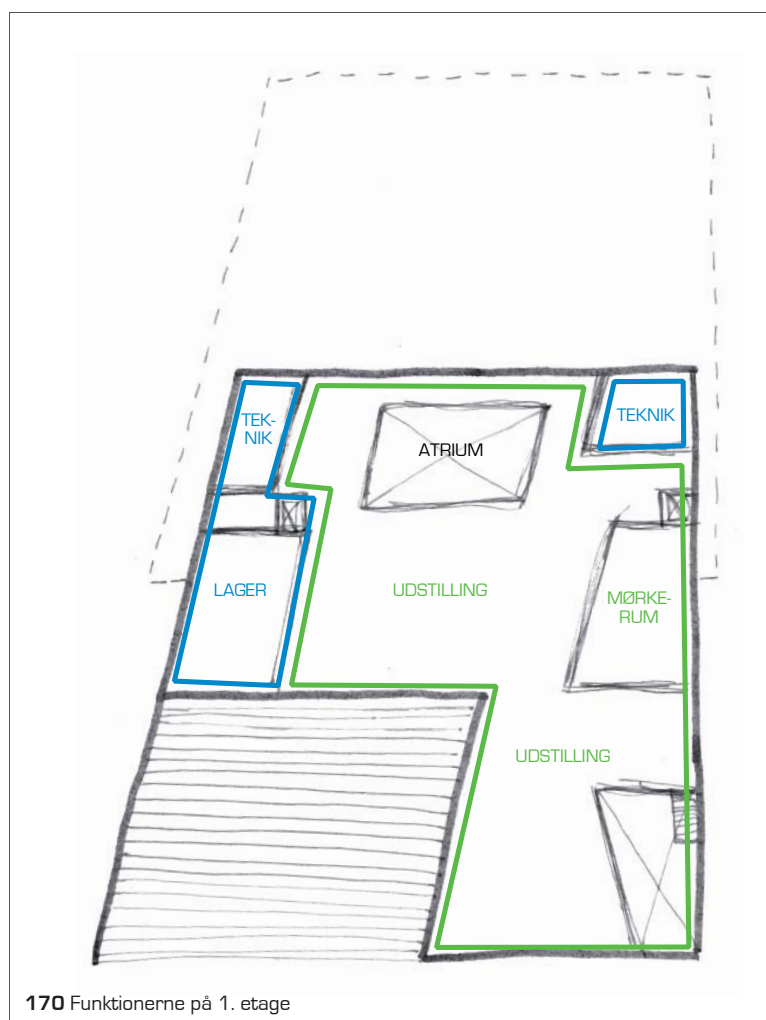 TEK-
NIK
TEKNIK
ATRIUM
LAGER
UDSTILLING
MØRKE-
RUM
UDSTILLING
170 Funktionerne på 1. etage